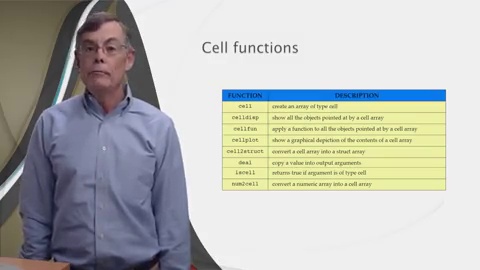 Cell functions
FUNCTION DESCRIPTION
cell create an array of type cell
celldisp show all the objects pointed at by a cell array
cellfun apply a function to all the objects pointed at by a cell array
cellplot show a graphical depiction of the contents of a cell array
cell2struct convert a cell array into a struct array
deal copy a value into output arguments
iscell returns true if argument is of type cell
num2cell convert a numeric array into a cell array